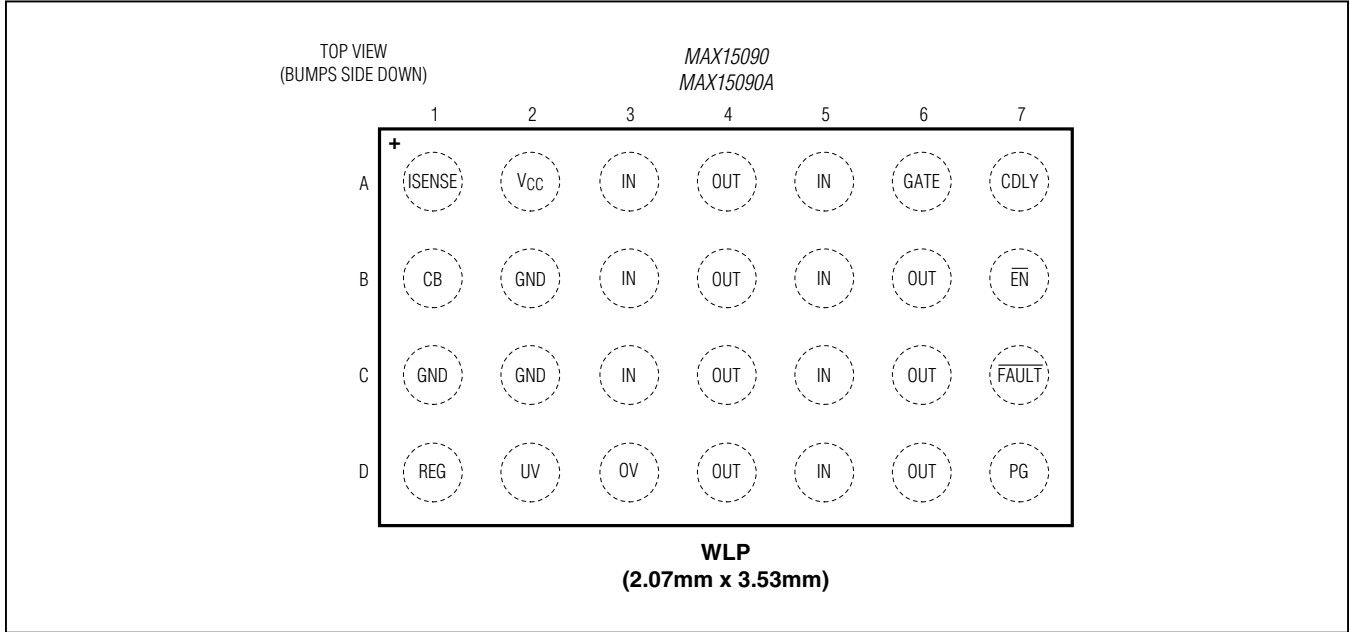 TOP VIEW
(BUMPS SIDE DOWN)
MAX15090
MAX15090A
1 2 3 4 5 6 7
+
A ISENSE VCC IN OUT IN GATE CDLY
B CB GND IN OUT IN OUT E̅N̅
C GND GND IN OUT IN OUT F̅A̅U̅L̅T̅
D REG UV OV OUT IN OUT PG
WLP
(2.07mm x 3.53mm)